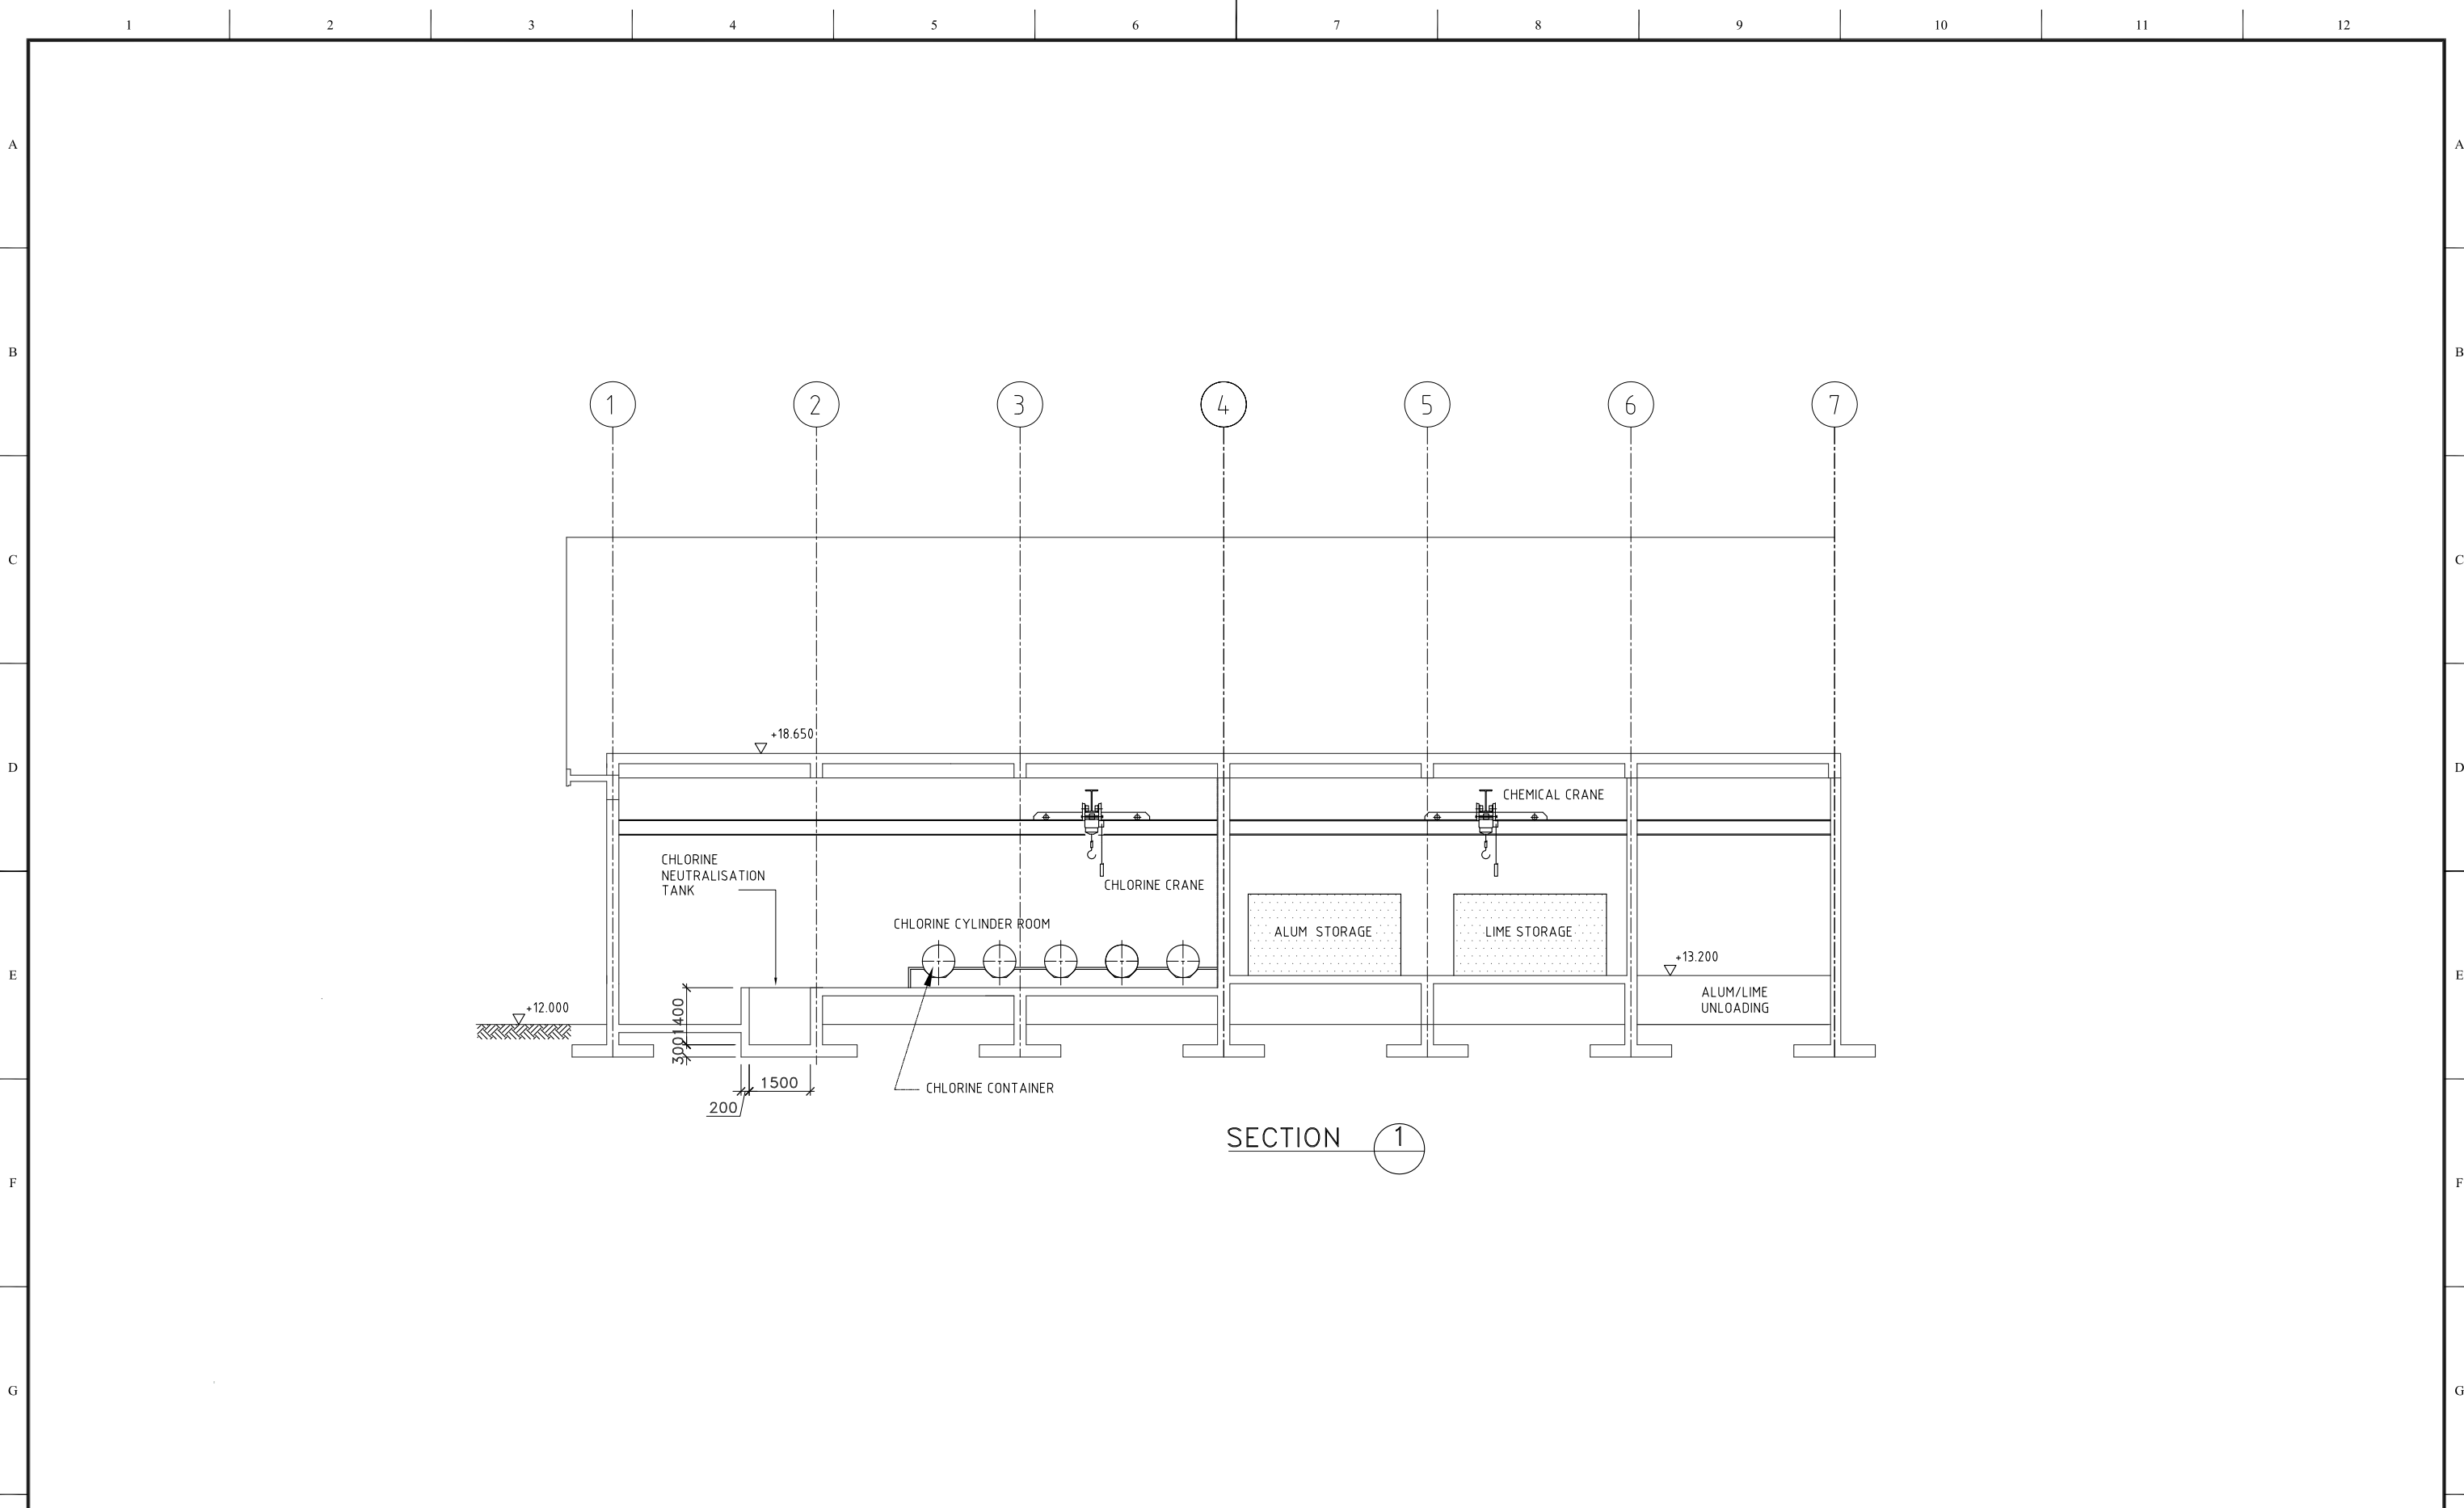 1 2 3 4 5 6 7 8 9 10 11 12
A A
B B
1 2 3 4 5 6 7
C C
+18.650
D D
CHEMICAL CRANE
CHLORINE
NEUTRALISATION
TANK
CHLORINE CRANE
CHLORINE CYLINDER ROOM
ALUM STORAGE
LIME STORAGE
+13.200
E E
ALUM/LIME
UNLOADING
+12.000
1400
300
1500
200
CHLORINE CONTAINER
SECTION 1
F F
G G